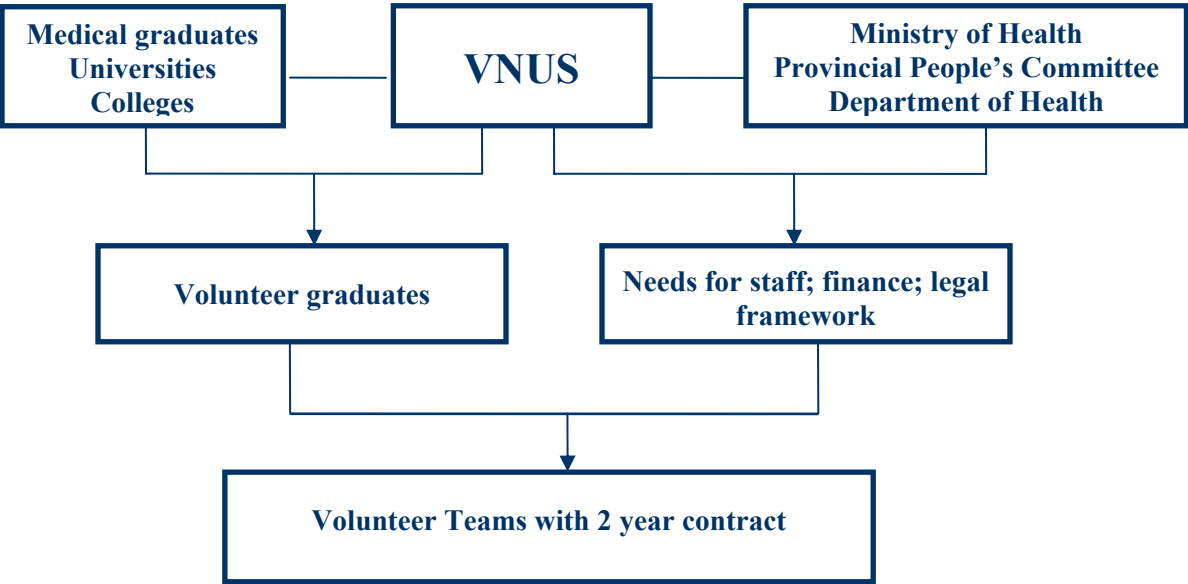 Medical graduates
Universities
Colleges
VNUS
Ministry of Health
Provincial People’s Committee
Department of Health
Volunteer graduates
Needs for staff; finance; legal
framework
Volunteer Teams with 2 year contract